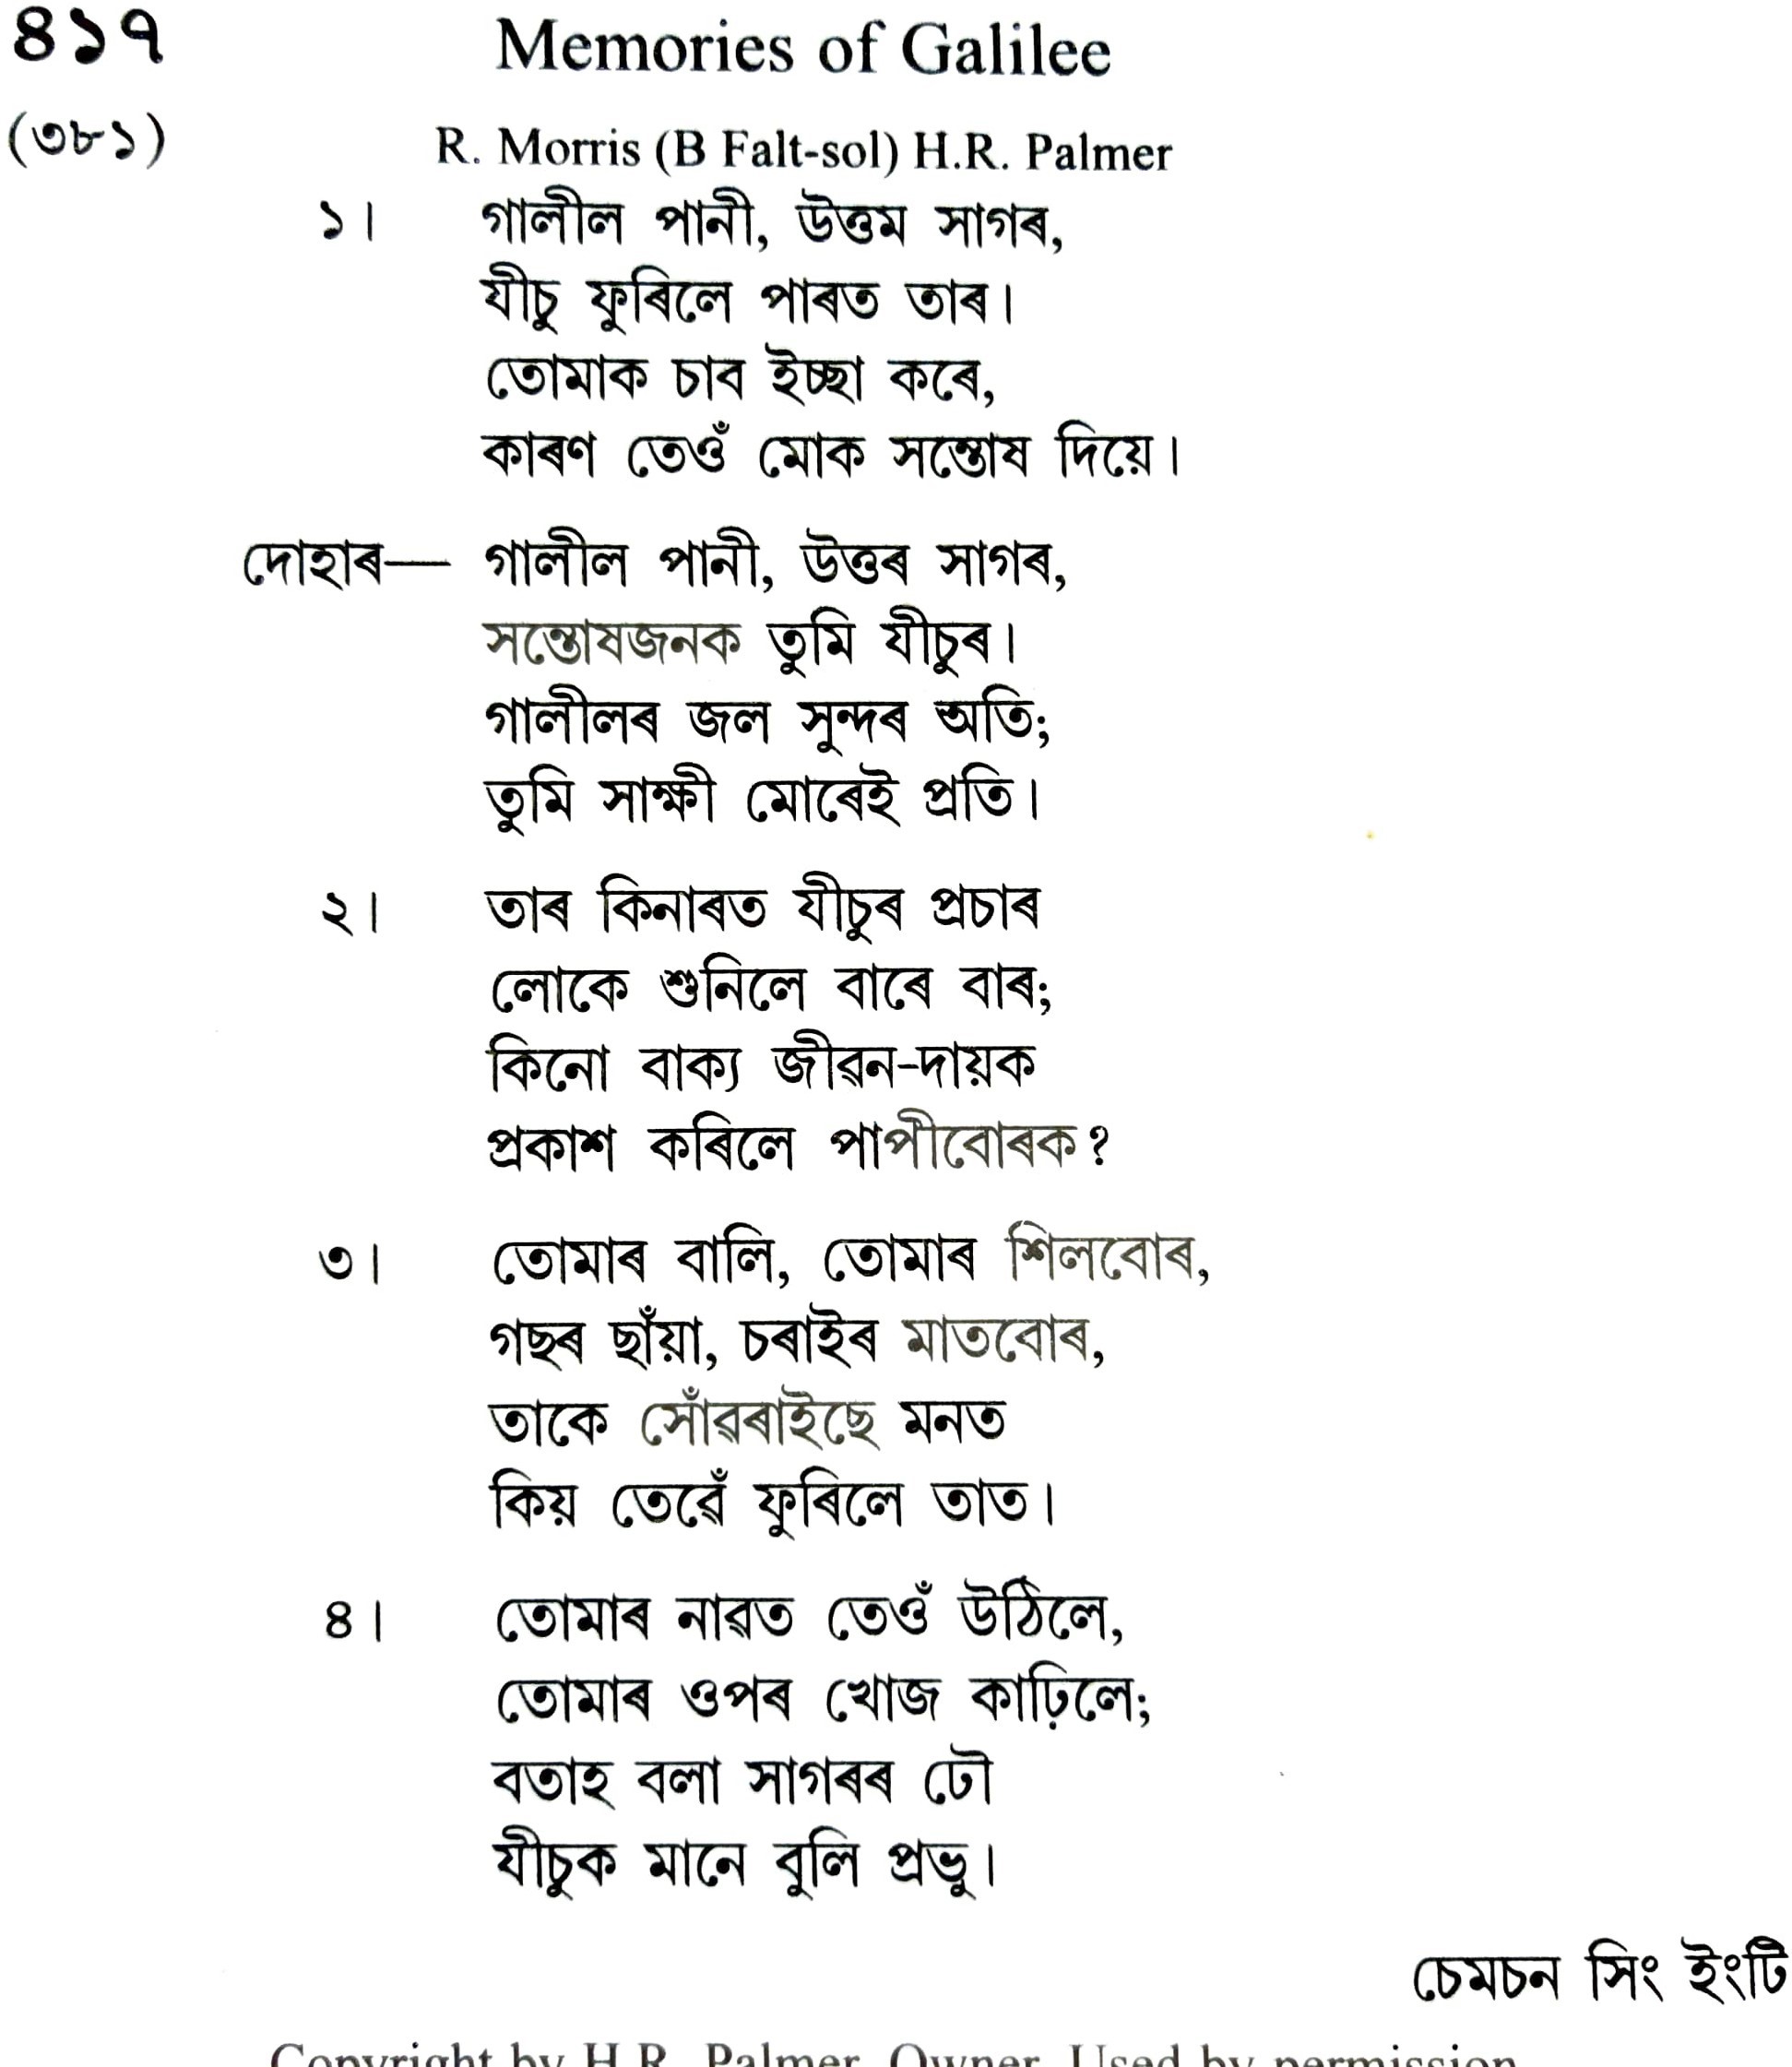 ৪১৭ Memories of Galilee
(৩৮১) R. Morris (B Falt-sol) H.R. Palmer
১। গালীল পানী, উত্তম সাগৰ,
যীচু ফুৰিলে পাৰত তাৰ।
তোমাক চাব ইচ্ছা কৰে,
কাৰণ তেওঁ মোক সন্তোষ দিয়ে।
দোহাৰ— গালীল পানী, উত্তৰ সাগৰ,
সন্তোষজনক তুমি যীচুৰ।
গালীলৰ জল সুন্দৰ অতি;
তুমি সাক্ষী মোৰেই প্ৰতি।
২। তাৰ কিনাৰত যীচুৰ প্ৰচাৰ
লোকে শুনিলে বাৰে বাৰ;
কিনো বাক্য জীৱন-দায়ক
প্ৰকাশ কৰিলে পাপীবোৰক?
৩। তোমাৰ বালি, তোমাৰ শিলবোৰ,
গছৰ ছাঁয়া, চৰাইৰ মাতবোৰ,
তাকে সোঁৱৰাইছে মনত
কিয় তেৱেঁ ফুৰিলে তাত।
৪। তোমাৰ নাৱত তেওঁ উঠিলে,
তোমাৰ ওপৰ খোজ কাঢ়িলে;
বতাহ বলা সাগৰৰ ঢৌ
যীচুক মানে বুলি প্ৰভু।
চেমচন সিং ইংটি
Copyright by H.R. Palmer, Owner. Used by permission